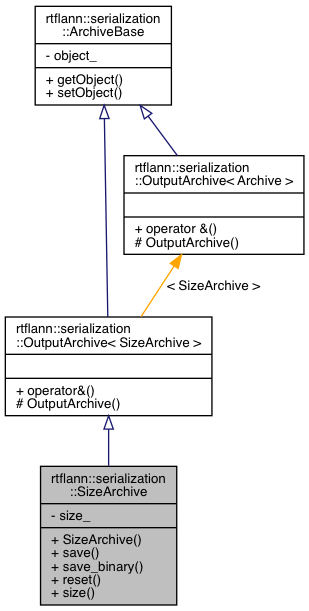 rtflann::serialization
::ArchiveBase
- object_
+ getObject()
+ setObject()
rtflann::serialization
::OutputArchive< Archive >
+ operator &()
# OutputArchive()
< SizeArchive >
rtflann::serialization
::OutputArchive< SizeArchive >
+ operator&()
# OutputArchive()
rtflann::serialization
::SizeArchive
- size_
+ SizeArchive()
+ save()
+ save_binary()
+ reset()
+ size()